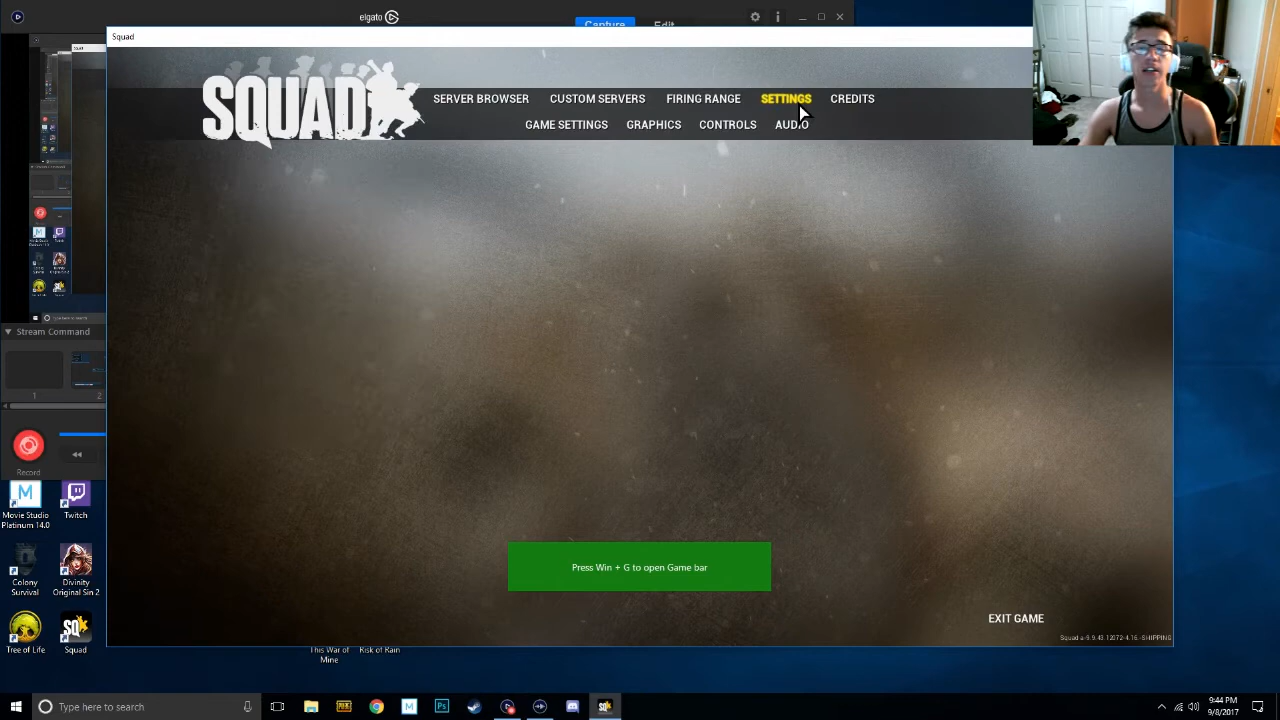 elgato
Capture
Edit
Squad
SQUAD
SERVER BROWSER
CUSTOM SERVERS
FIRING RANGE
SETTINGS
CREDITS
GAME SETTINGS
GRAPHICS
CONTROLS
AUDIO
Stream Command
1
2
Record
Movie Studio
Platinum 14.0
Twitch
Colony
Survival
Divinity
Original Sin 2
Tree of Life
Squad
This War of
Mine
Risk of Rain
Press Win + G to open Game bar
EXIT GAME
Type here to search
9:44 PM
9/8/2017